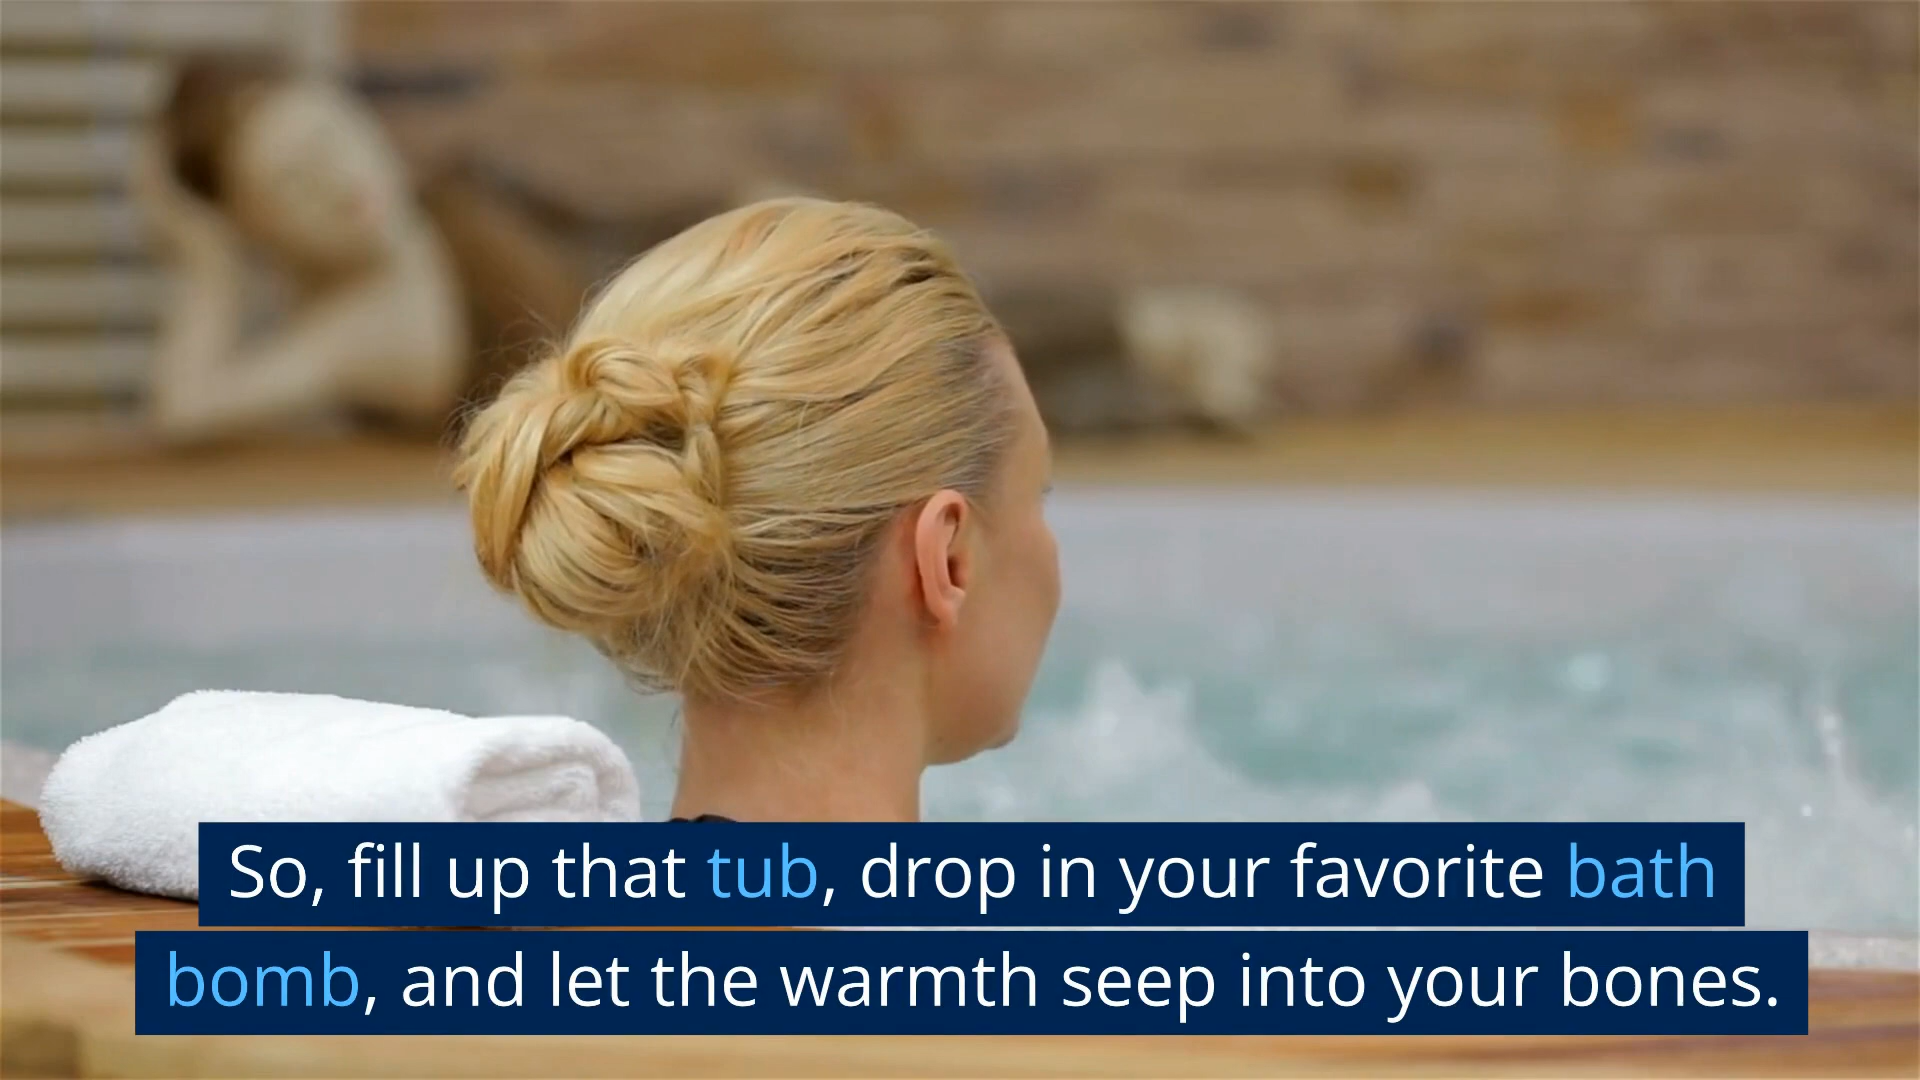 So, fill up that tub, drop in your favorite bath
bomb, and let the warmth seep into your bones.